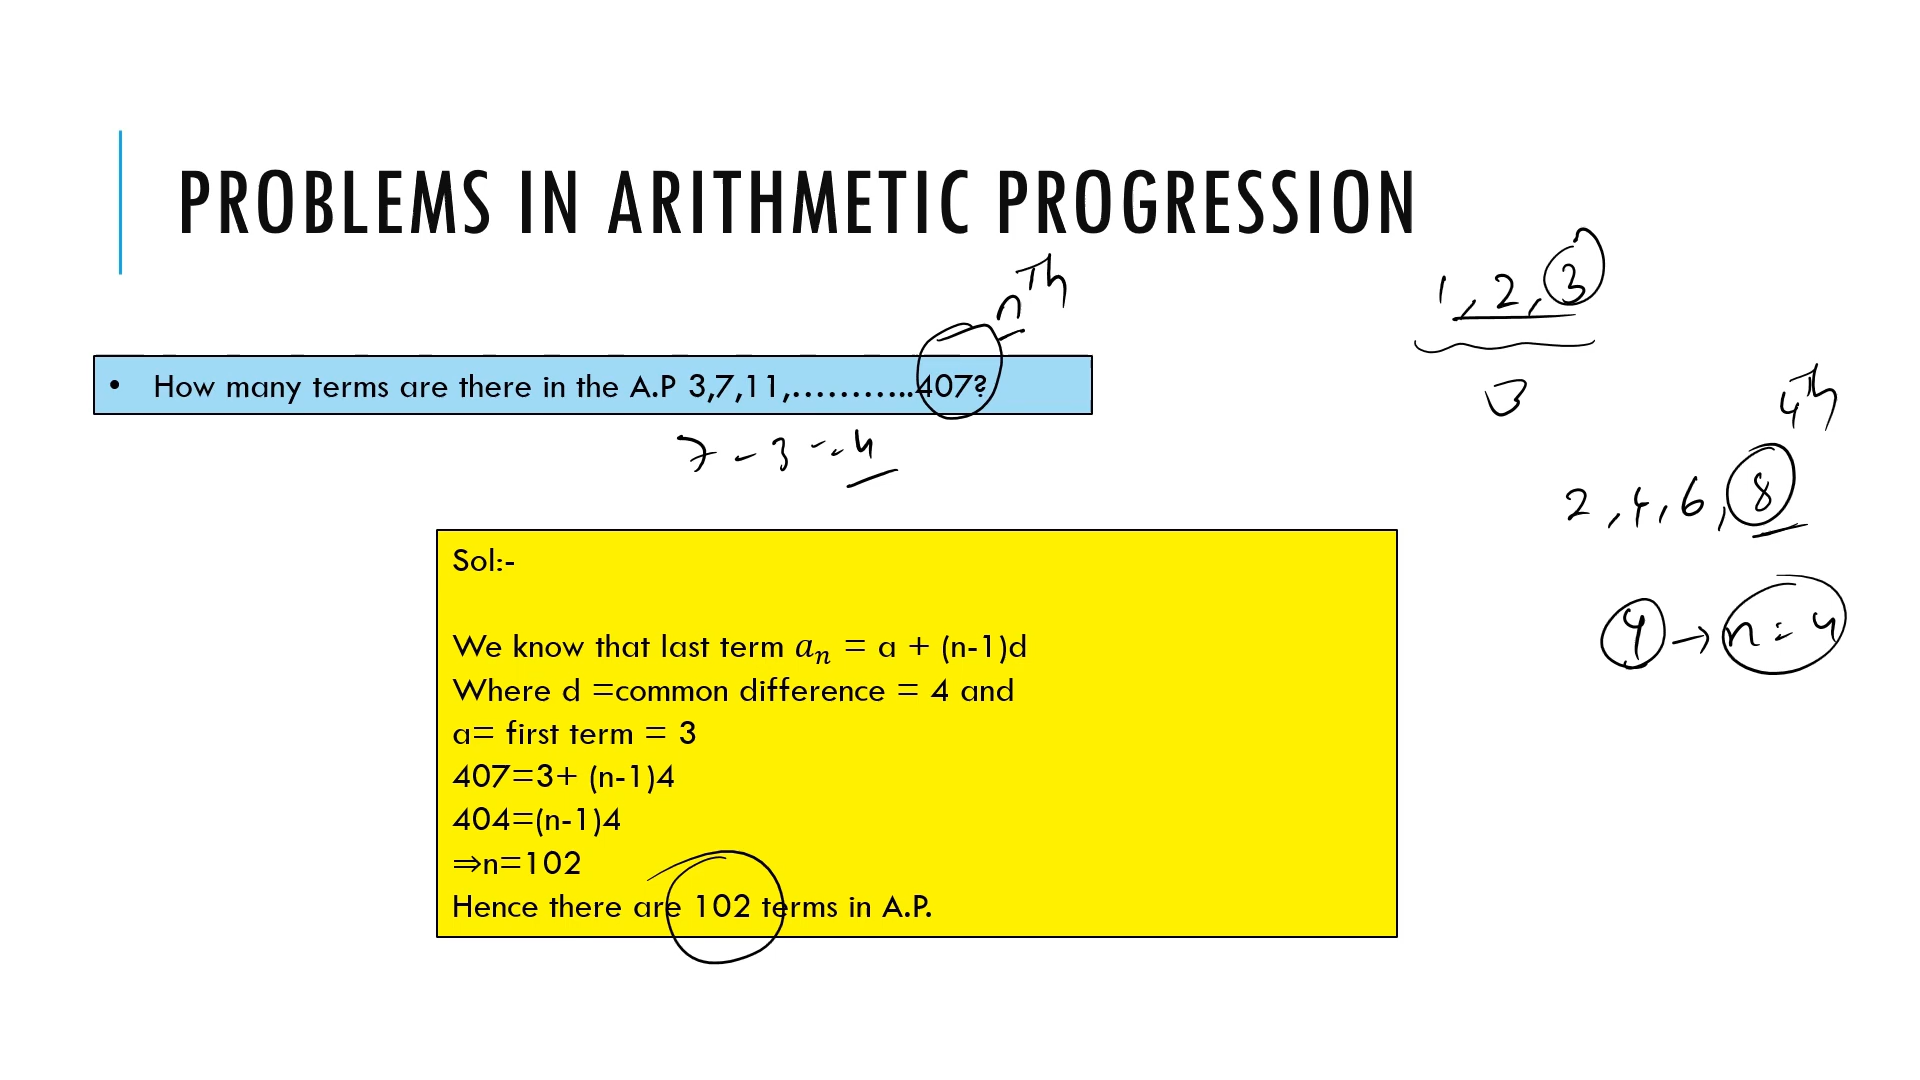 PROBLEMS IN ARITHMETIC PROGRESSION
nTh
1, 2, 3
• How many terms are there in the A.P 3,7,11,………..407?
3
4Th
7 - 3 = 4
2, 4, 6, 8
Sol:-
4 → n = 4
We know that last term aₙ = a + (n-1)d
Where d =common difference = 4 and
a= first term = 3
407=3+ (n-1)4
404=(n-1)4
⇒n=102
Hence there are 102 terms in A.P.